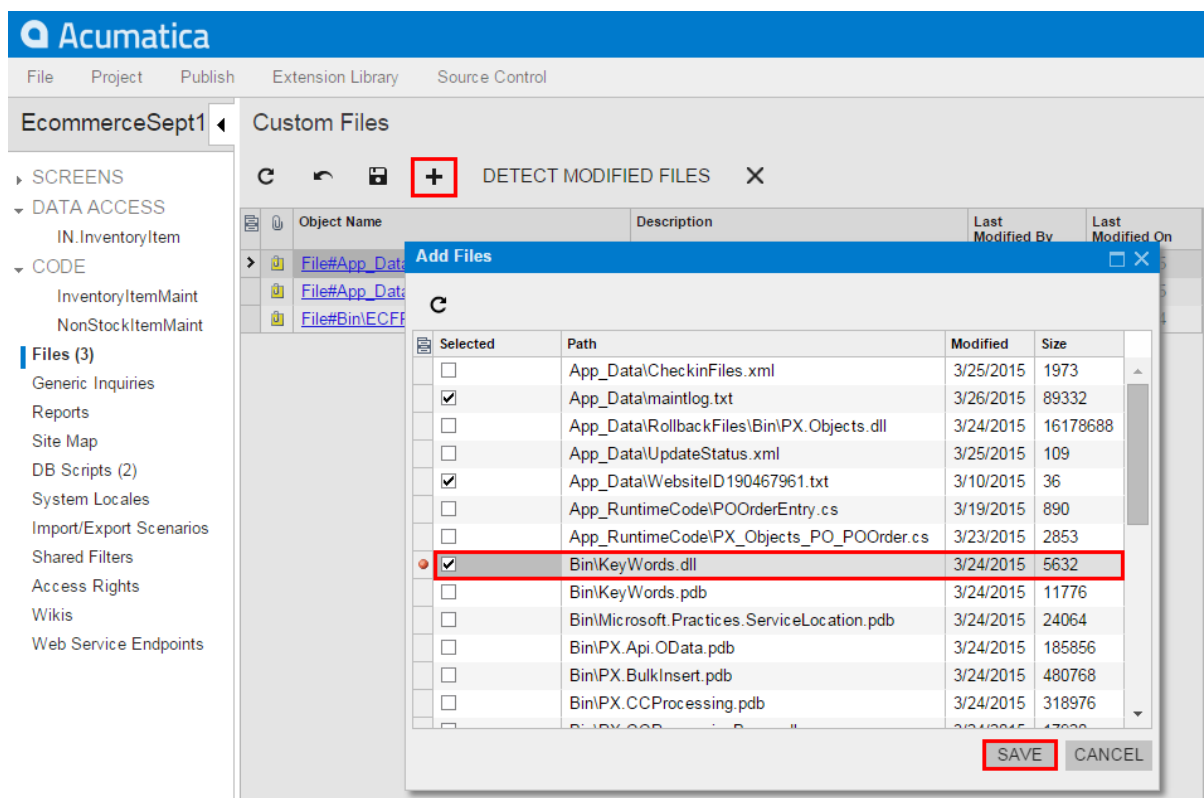 Acumatica
File Project Publish Extension Library Source Control
EcommerceSept1 Custom Files
SCREENS
DATA ACCESS
IN.InventoryItem
CODE
InventoryItemMaint
NonStockItemMaint
Files (3)
Generic Inquiries
Reports
Site Map
DB Scripts (2)
System Locales
Import/Export Scenarios
Shared Filters
Access Rights
Wikis
Web Service Endpoints
DETECT MODIFIED FILES
Object Name Description Last Modified By Last Modified On
File#App_Data
File#App_Data
File#Bin\ECFP
Add Files
Selected Path Modified Size
App_Data\CheckinFiles.xml 3/25/2015 1973
App_Data\maintlog.txt 3/26/2015 89332
App_Data\RollbackFiles\Bin\PX.Objects.dll 3/24/2015 16178688
App_Data\UpdateStatus.xml 3/25/2015 109
App_Data\WebsiteID190467961.txt 3/10/2015 36
App_RuntimeCode\POOrderEntry.cs 3/19/2015 890
App_RuntimeCode\PX_Objects_PO_POOrder.cs 3/23/2015 2853
Bin\KeyWords.dll 3/24/2015 5632
Bin\KeyWords.pdb 3/24/2015 11776
Bin\Microsoft.Practices.ServiceLocation.pdb 3/24/2015 24064
Bin\PX.Api.OData.pdb 3/24/2015 185856
Bin\PX.BulkInsert.pdb 3/24/2015 480768
Bin\PX.CCProcessing.pdb 3/24/2015 318976
SAVE CANCEL